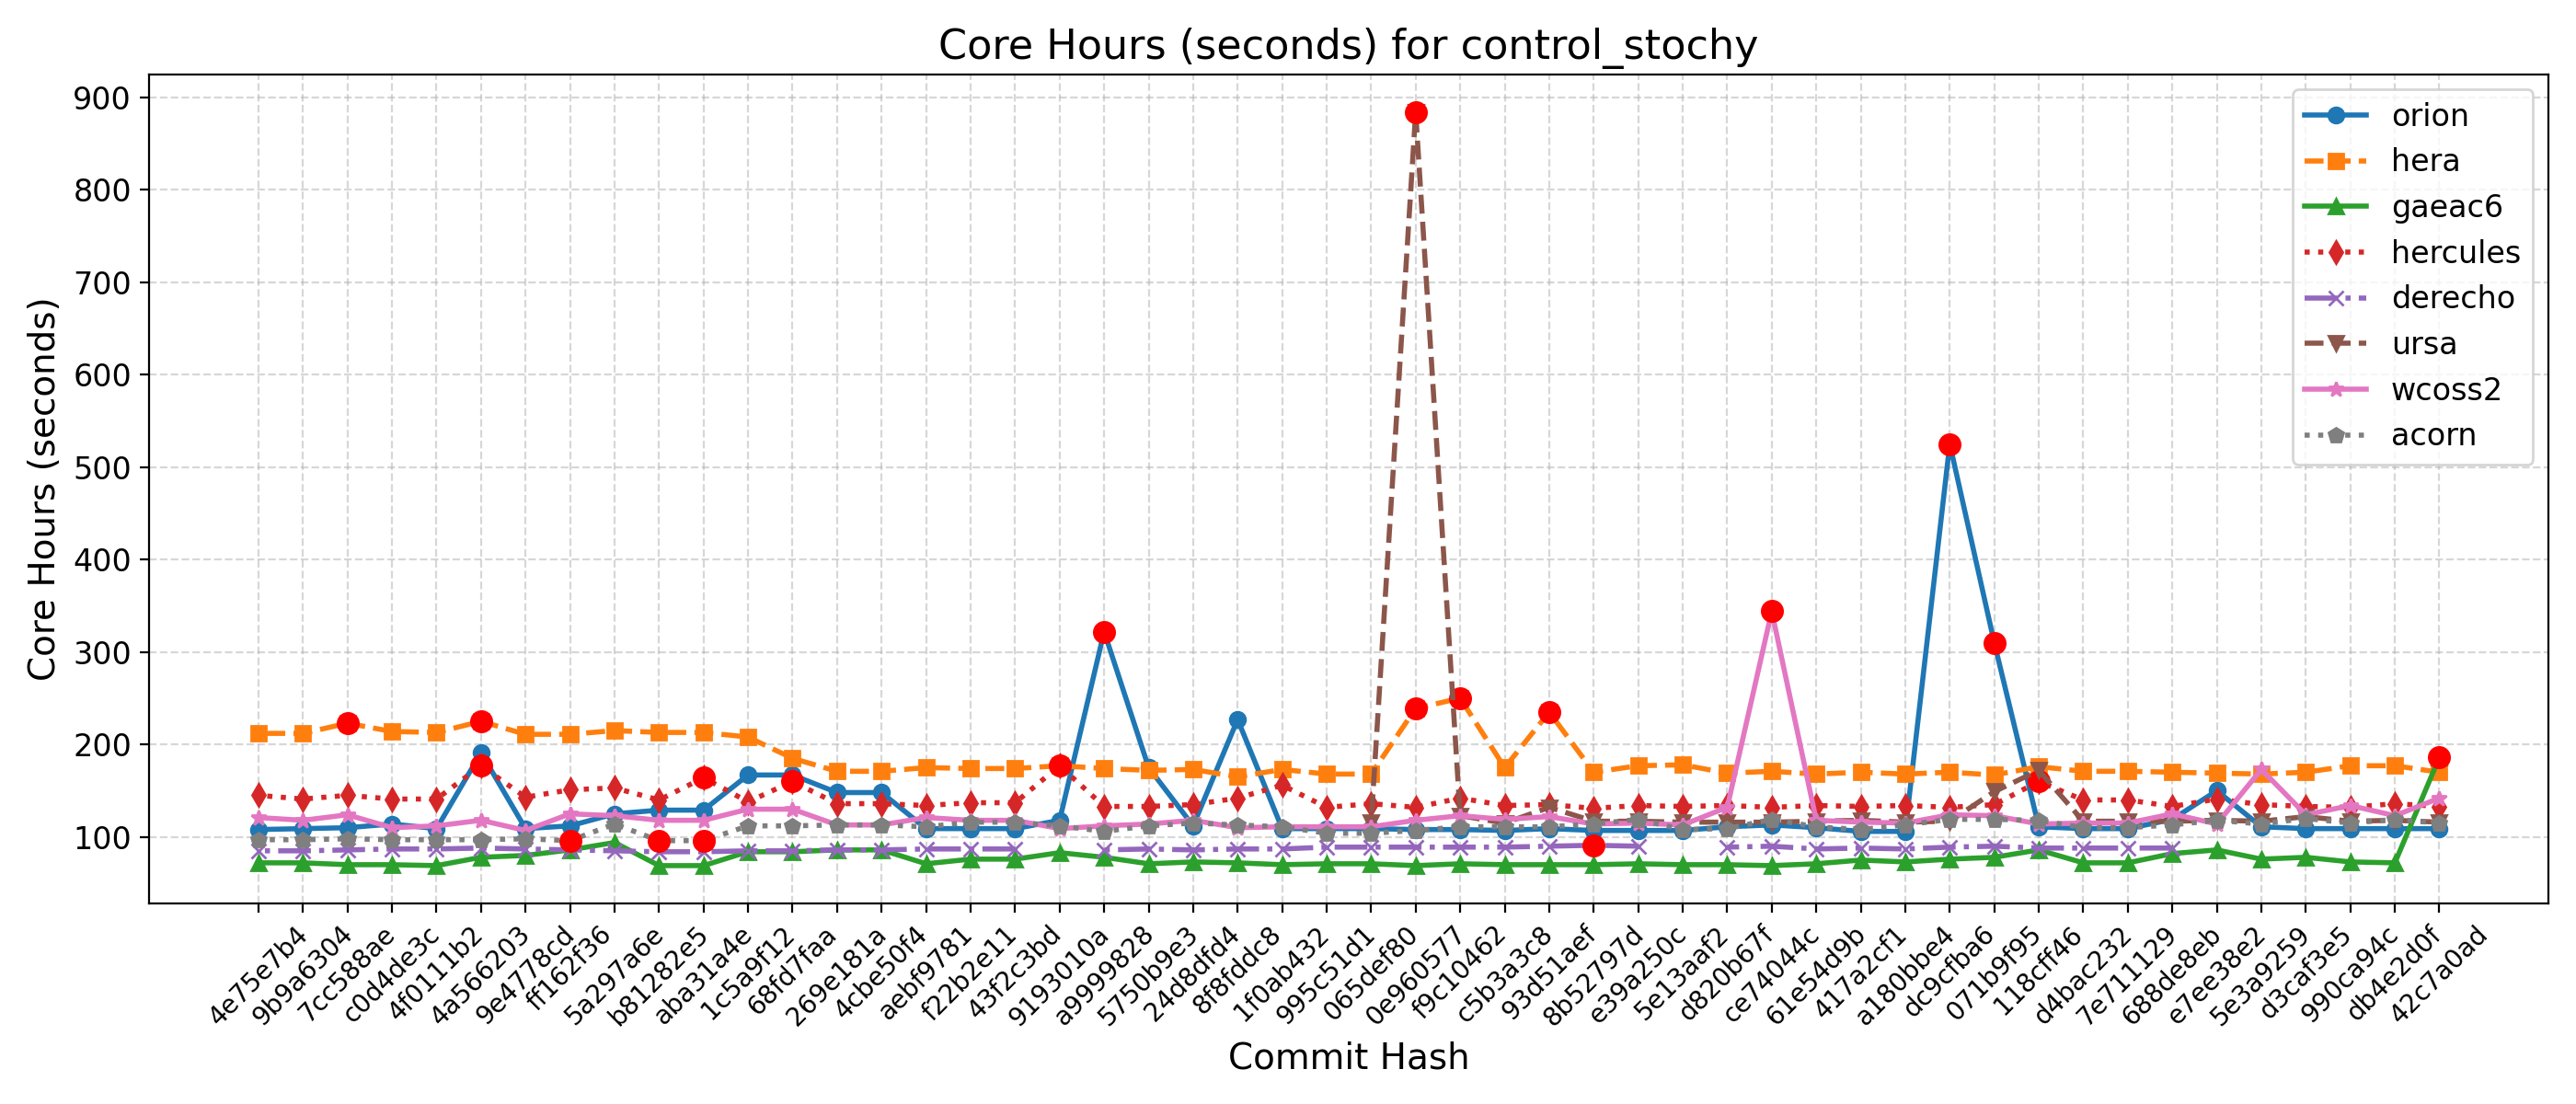 Core Hours (seconds) for control_stochy
Core Hours (seconds)
900
800
700
600
500
400
300
200
100
orion
hera
gaeac6
hercules
derecho
ursa
wcoss2
acorn
4e75e7b4
9b9a6304
7cc588ae
c0d4de3c
4f0111b2
4a566203
9e4778cd
ff162f36
5a297a6e
b81282e5
aba31a4e
1c5a9f12
68fd7faa
269e181a
4cbe50f4
aebf9781
f22b2e11
43f2c3bd
9193010a
a9999828
5750b9e3
24d8dfd4
8f8fddc8
1f0ab432
995c51d1
065def80
0e960577
f9c10462
c5b3a3c8
93d51aef
8b52797d
e39a250c
5e13aaf2
d820b67f
ce74044c
61e54d9b
417a2cf1
a180bbe4
dc9cfba6
071b9f95
118cff46
d4bac232
7e711129
688de8eb
e7ee38e2
5e3a9259
d3caf3e5
990ca94c
db4e2d0f
42c7a0ad
Commit Hash